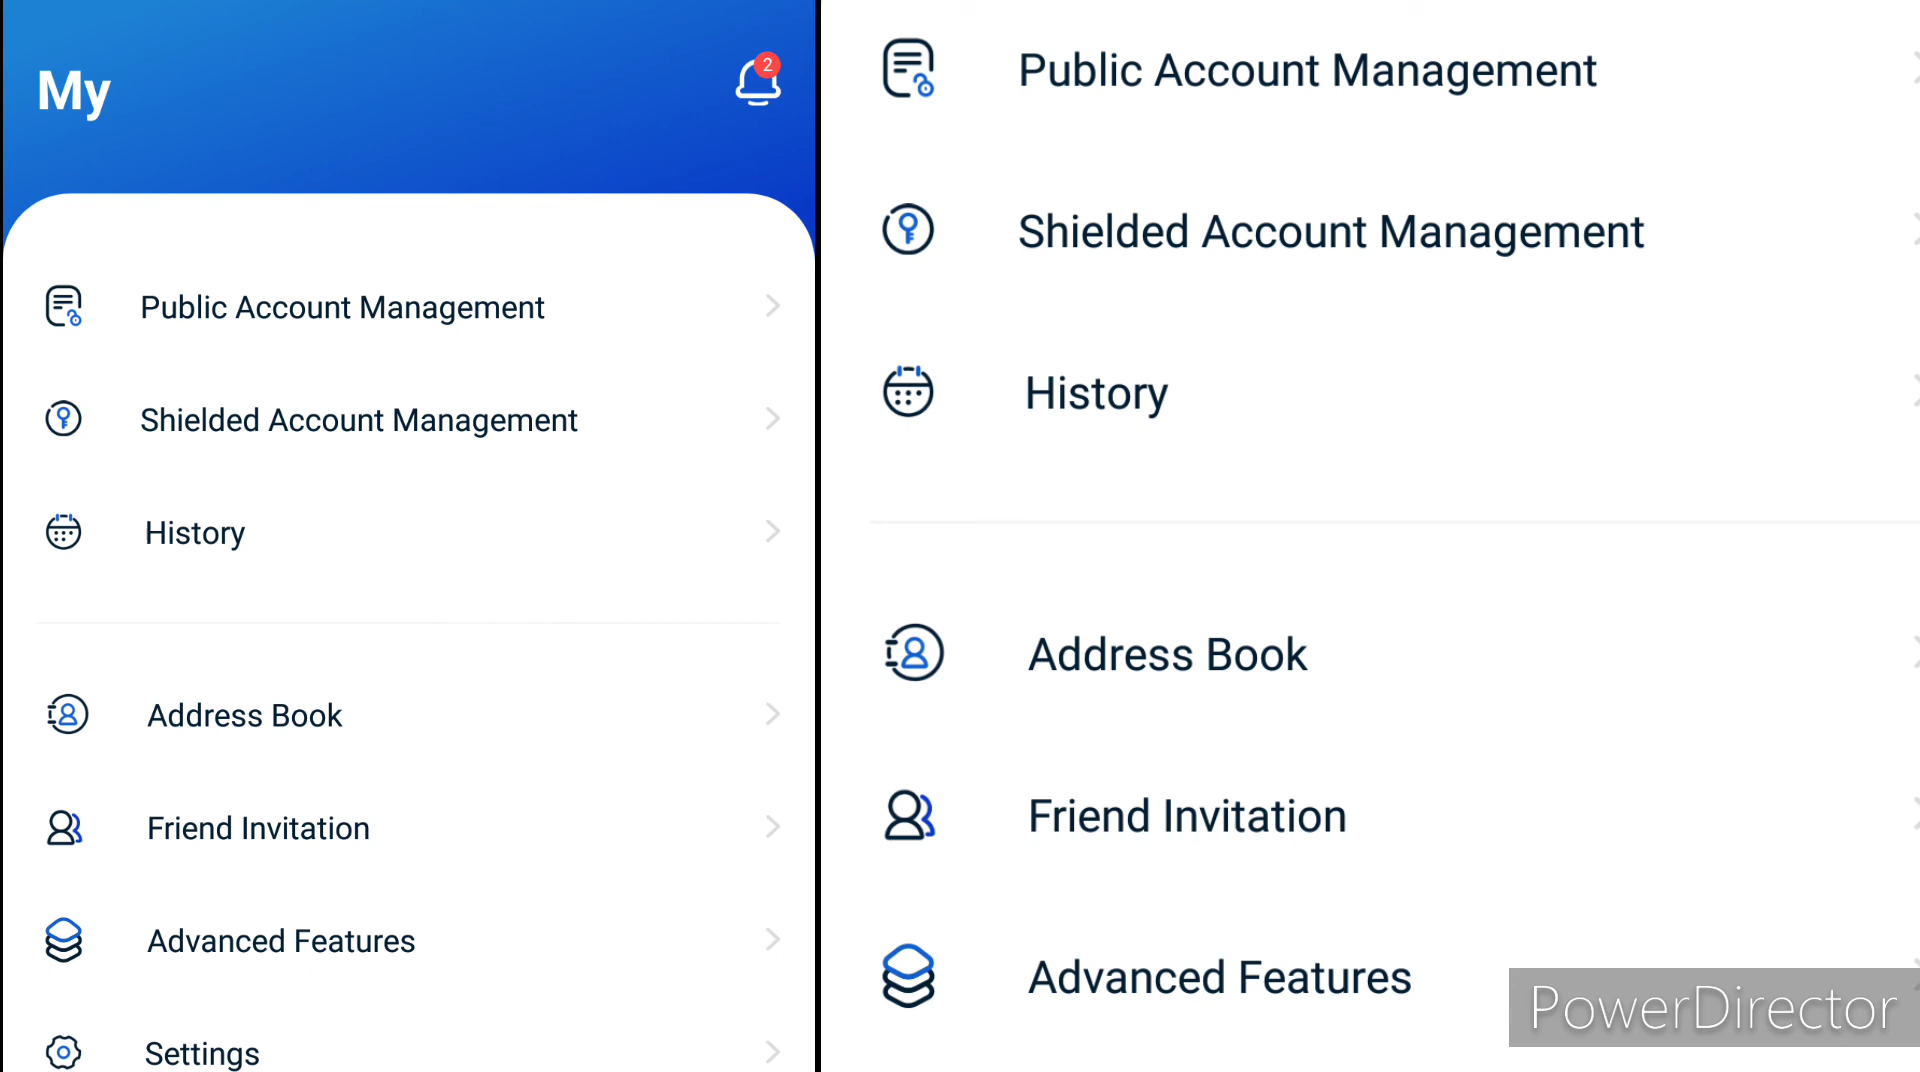 My
2
Public Account Management
Shielded Account Management
History
Address Book
Friend Invitation
Advanced Features
Settings
Public Account Management
Shielded Account Management
History
Address Book
Friend Invitation
Advanced Features
PowerDirector